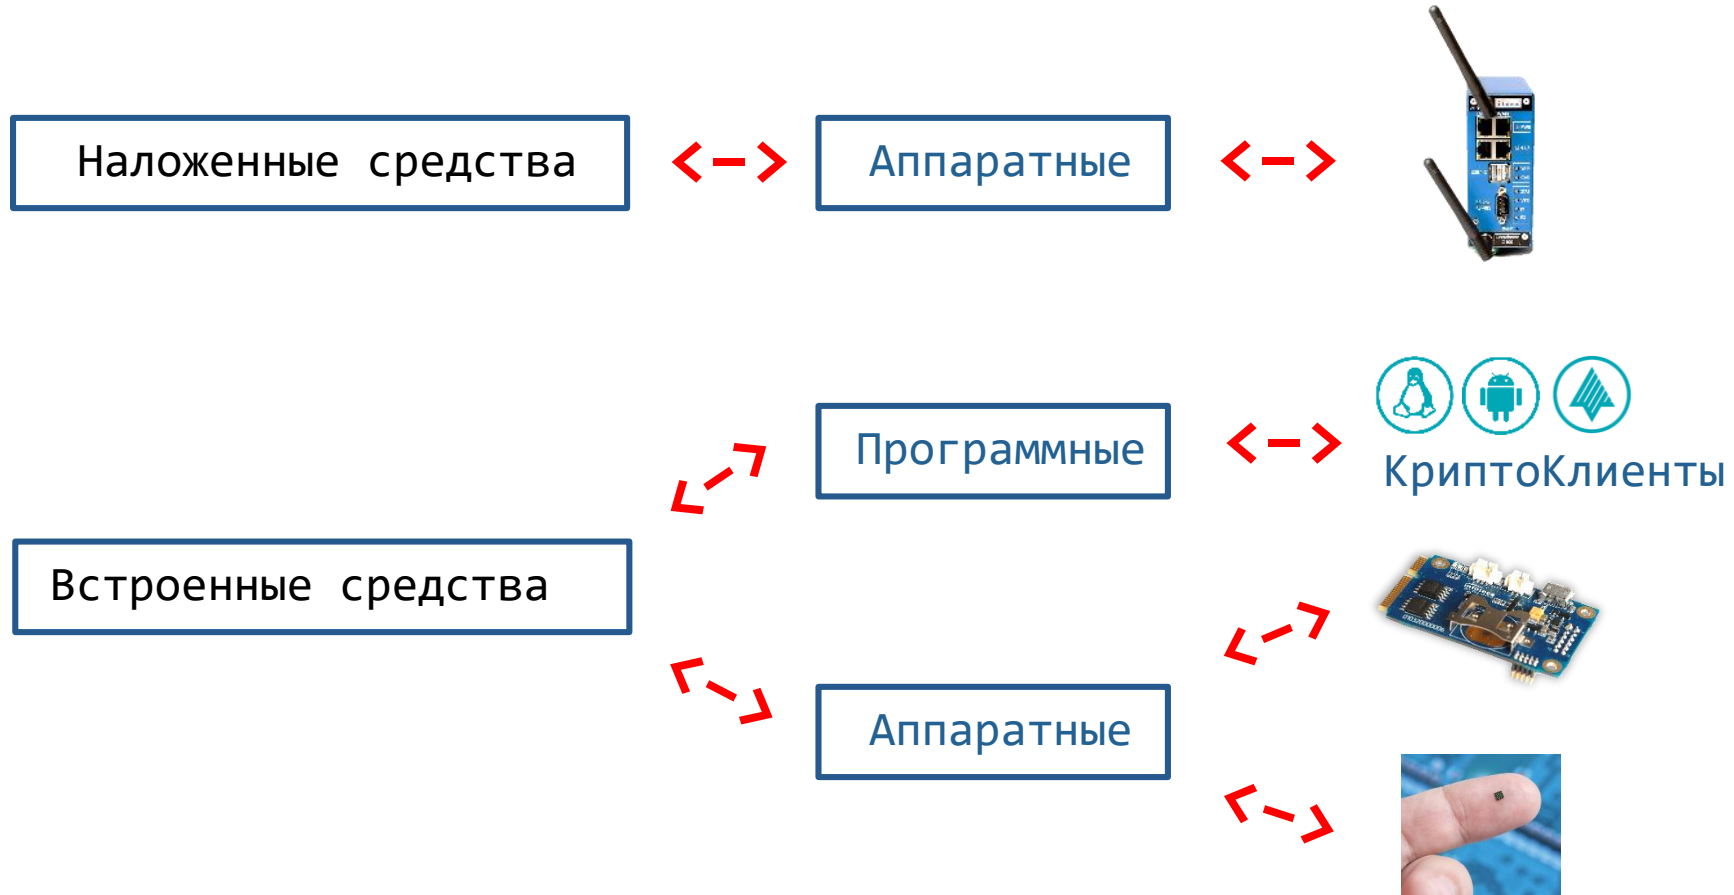 Наложенные средства
Аппаратные
Программные
КриптоКлиенты
Встроенные средства
Аппаратные